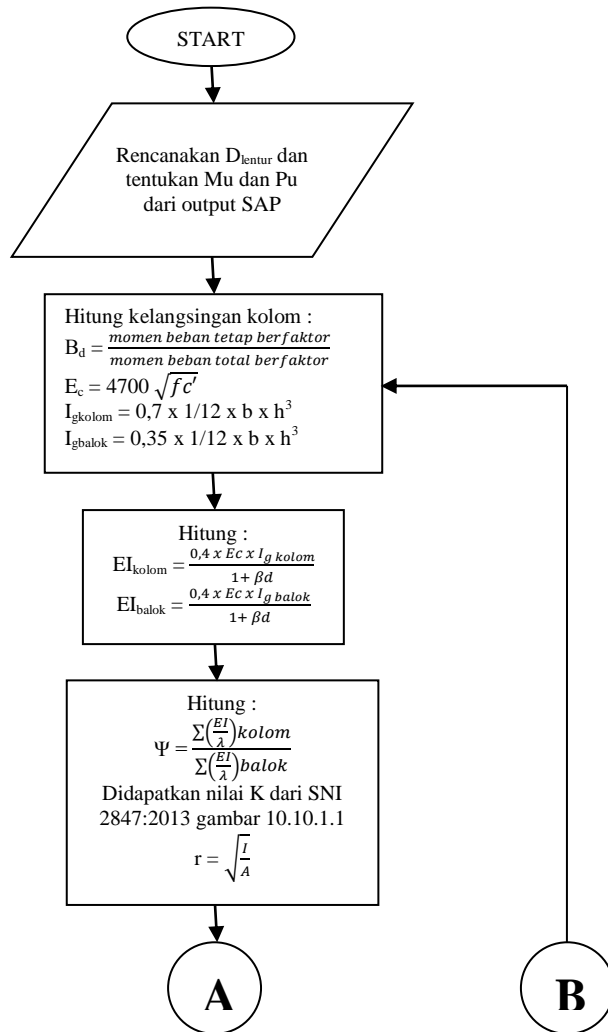 START
Rencanakan D_lentur dan
tentukan Mu dan Pu
dari output SAP
Hitung kelangsingan kolom :
B_d = momen beban tetap berfaktor / momen beban total berfaktor
E_c = 4700 √fc'
I_gkolom = 0,7 x 1/12 x b x h³
I_gbalok = 0,35 x 1/12 x b x h³
Hitung :
EI_kolom = 0,4 x Ec x I_g kolom / 1+ βd
EI_balok = 0,4 x Ec x I_g balok / 1+ βd
Hitung :
Ψ = Σ(EI/λ)kolom / Σ(EI/λ)balok
Didapatkan nilai K dari SNI
2847:2013 gambar 10.10.1.1
r = √(I/A)
A
B